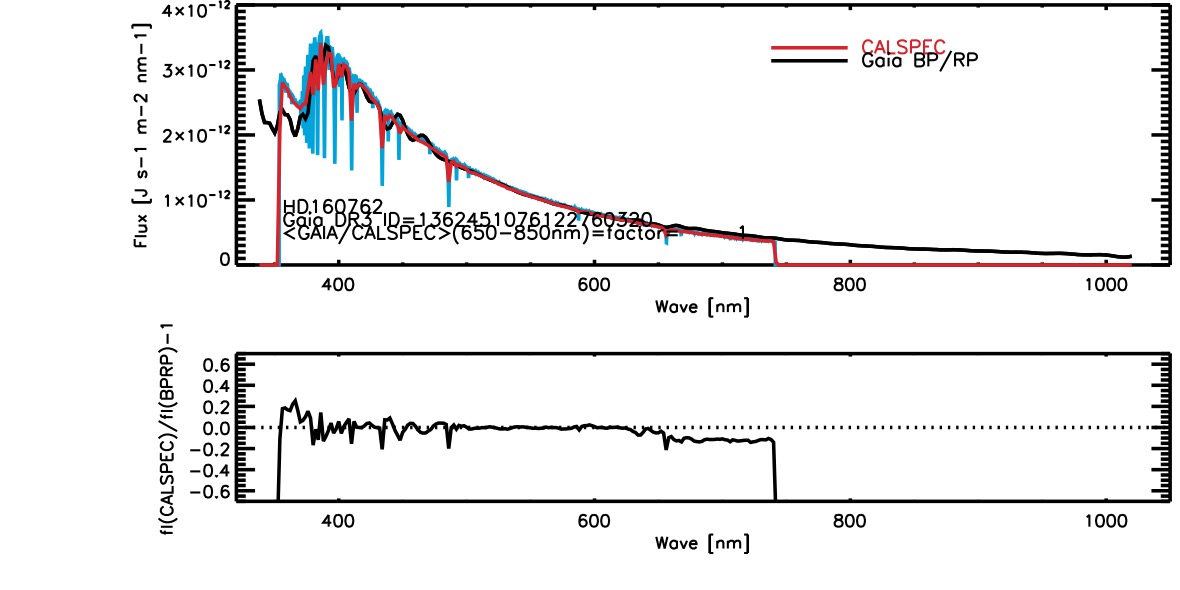 4×10−12
3×10−12
2×10−12
1×10−12
0
Flux [J s−1 m−2 nm−1]
CALSPEC
Gaia BP/RP
HD160762
Gaia DR3 ID=1362451076122760320
<GAIA/CALSPEC>(650−850nm)=factor= 1
400 600 800 1000
Wave [nm]
fl(CALSPEC)/fl(BPRP)−1
0.6
0.4
0.2
0.0
−0.2
−0.4
−0.6
400 600 800 1000
Wave [nm]